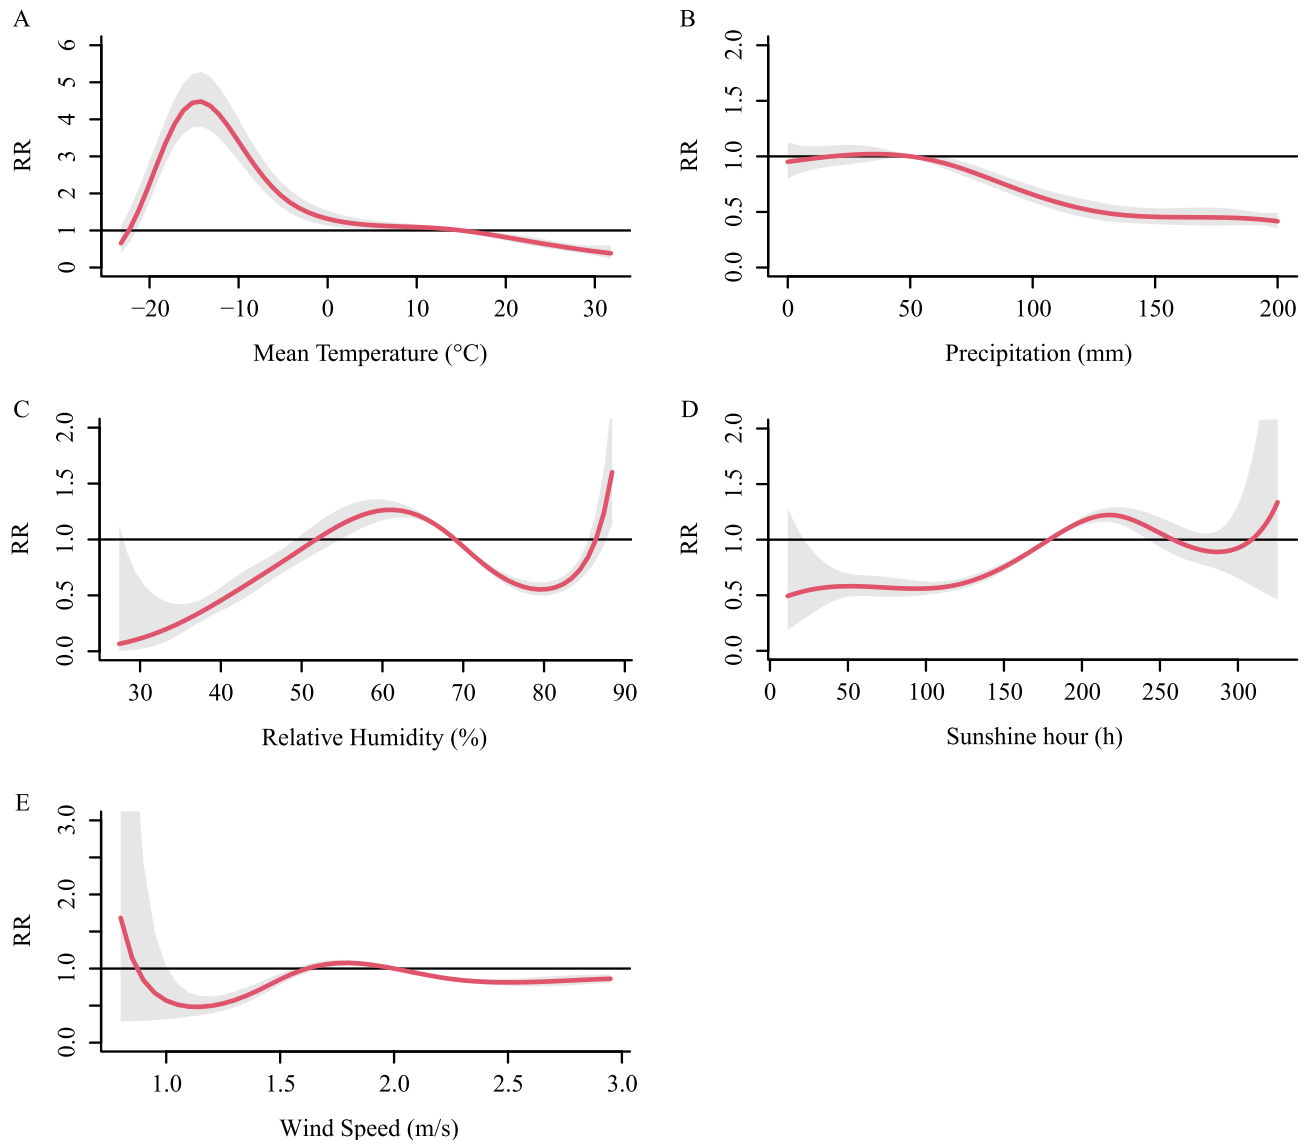 A
RR
0 1 2 3 4 5 6
−20 −10 0 10 20 30
Mean Temperature (°C)
B
RR
0.0 0.5 1.0 1.5 2.0
0 50 100 150 200
Precipitation (mm)
C
RR
0.0 0.5 1.0 1.5 2.0
30 40 50 60 70 80 90
Relative Humidity (%)
D
RR
0.0 0.5 1.0 1.5 2.0
0 50 100 150 200 250 300
Sunshine hour (h)
E
RR
0.0 1.0 2.0 3.0
1.0 1.5 2.0 2.5 3.0
Wind Speed (m/s)